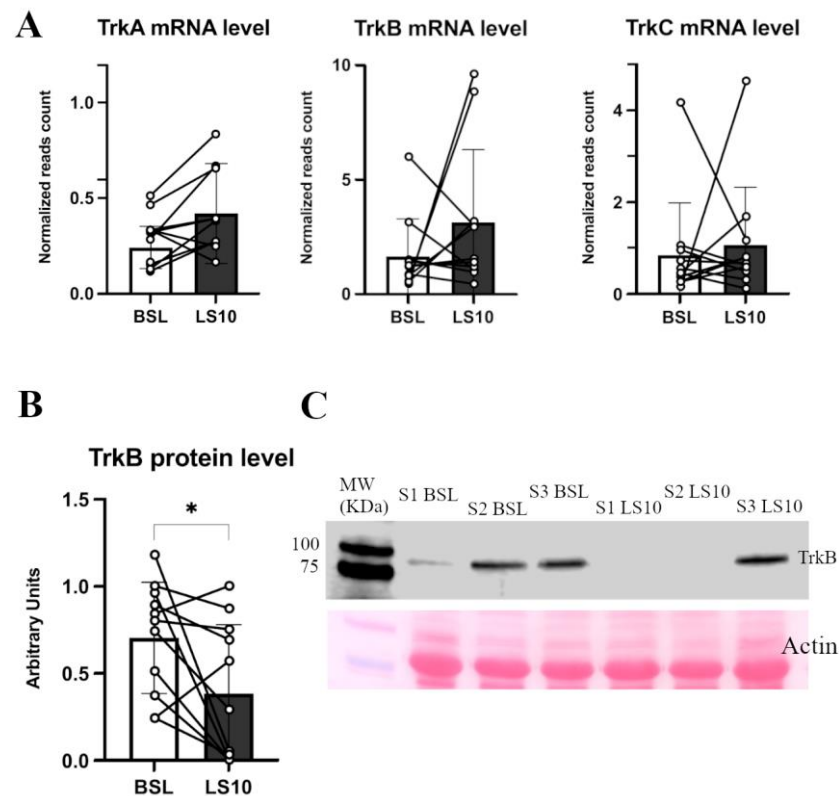 A
TrkA mRNA level
TrkB mRNA level
TrkC mRNA level
Normalized reads count
1.0
0.5
0.0
BSL LS10
Normalized reads count
10
5
0
BSL LS10
Normalized reads count
4
2
1
0
BSL LS10
B
TrkB protein level
*
Arbitrary Units
1.5
1.0
0.5
0.0
BSL LS10
C
MW
(KDa)
S1 BSL
S2 BSL
S3 BSL
S1 LS10
S2 LS10
S3 LS10
100
75
TrkB
Actin